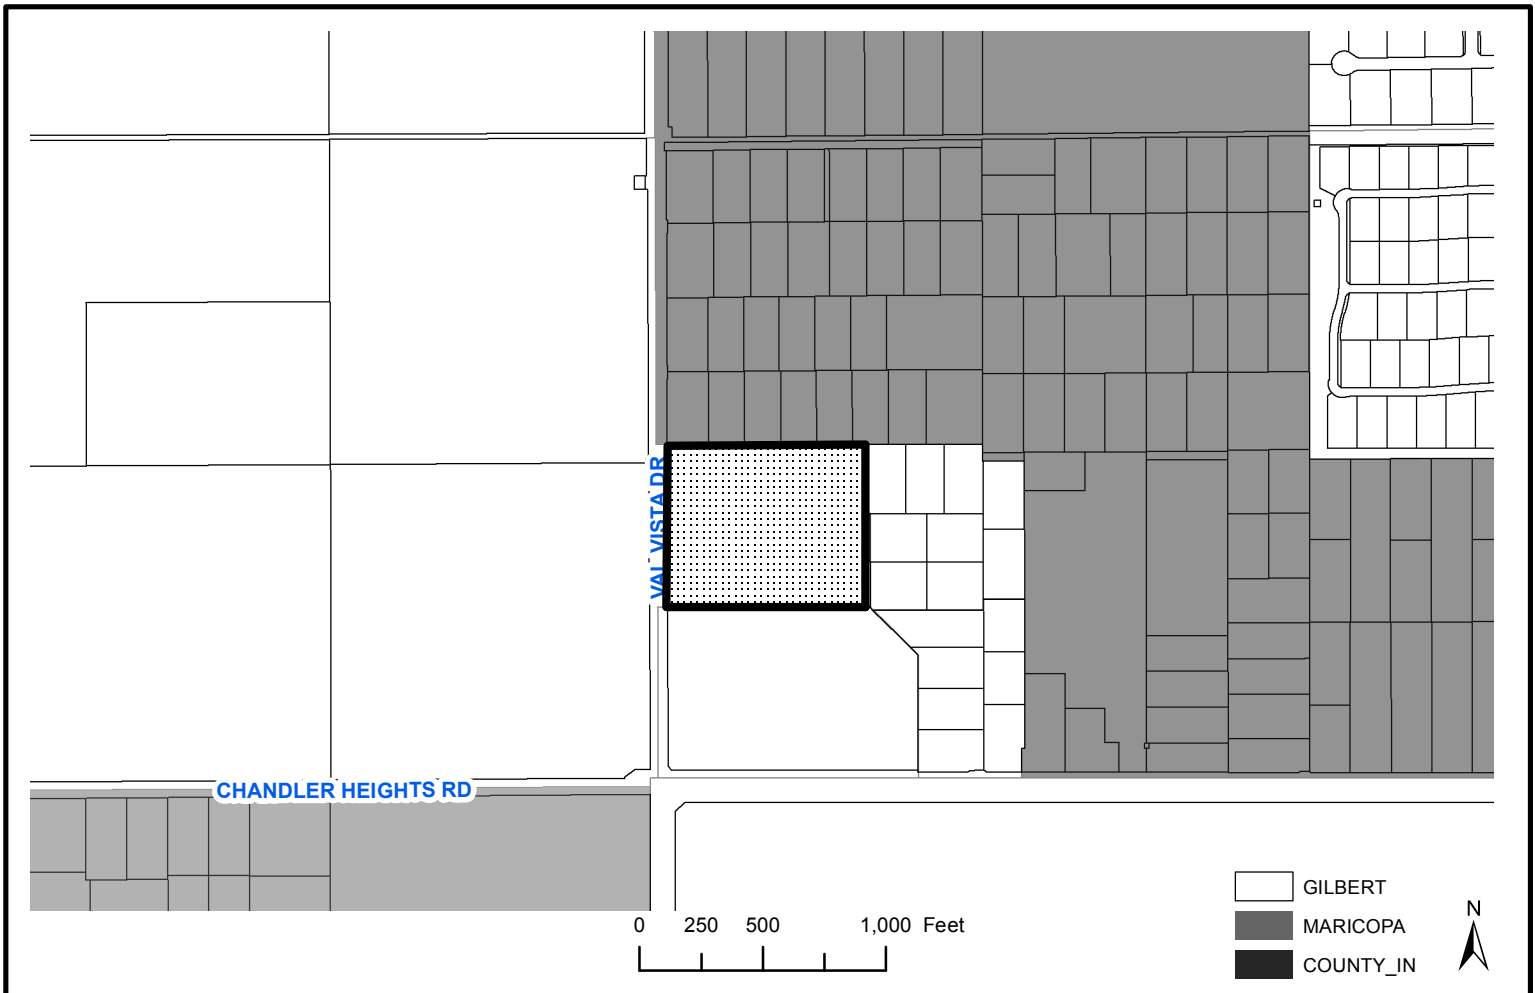 VAL VISTA DR
CHANDLER HEIGHTS RD
0 250 500 1,000 Feet
GILBERT
MARICOPA
COUNTY_IN
N